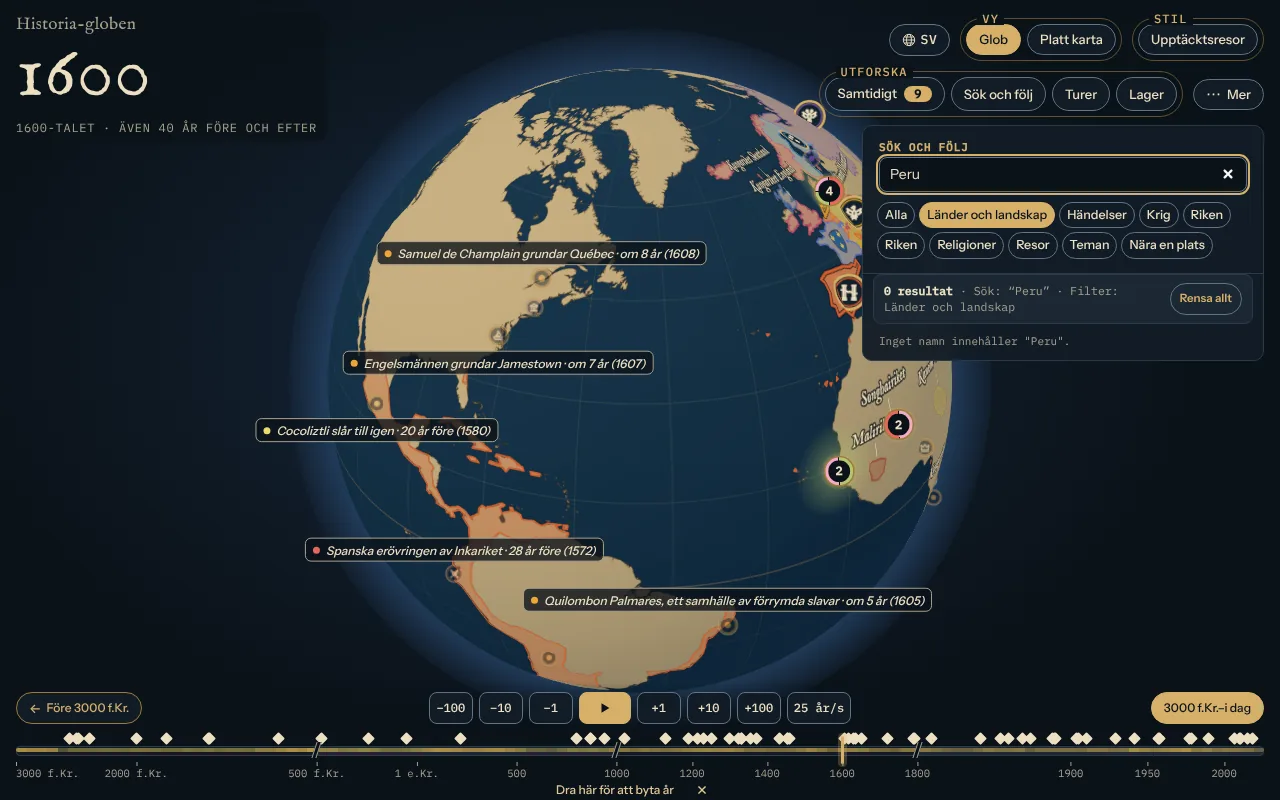 Historia-globen
1600
1600-TALET · ÄVEN 40 ÅR FÖRE OCH EFTER
SV
VY
Glob
Platt karta
STIL
Upptäcktsresor
UTFORSKA
Samtidigt 9
Sök och följ
Turer
Lager
··· Mer
SÖK OCH FÖLJ
Peru
Alla
Länder och landskap
Händelser
Krig
Riken
Riken
Religioner
Resor
Teman
Nära en plats
0 resultat · Sök: “Peru” · Filter:
Länder och landskap
Rensa allt
Inget namn innehåller "Peru".
4
H
Samuel de Champlain grundar Québec · om 8 år (1608)
Engelsmännen grundar Jamestown · om 7 år (1607)
Songhairiket
Cocoliztli slår till igen · 20 år före (1580)
Maliri
2
2
Spanska erövringen av Inkariket · 28 år före (1572)
Quilombon Palmares, ett samhälle av förrymda slavar · om 5 år (1605)
← Före 3000 f.Kr.
−100
−10
−1
+1
+10
+100
25 år/s
3000 f.Kr.–i dag
3000 f.Kr.
2000 f.Kr.
500 f.Kr.
1 e.Kr.
500
1000
1200
1400
1600
1800
1900
1950
2000
Dra här för att byta år